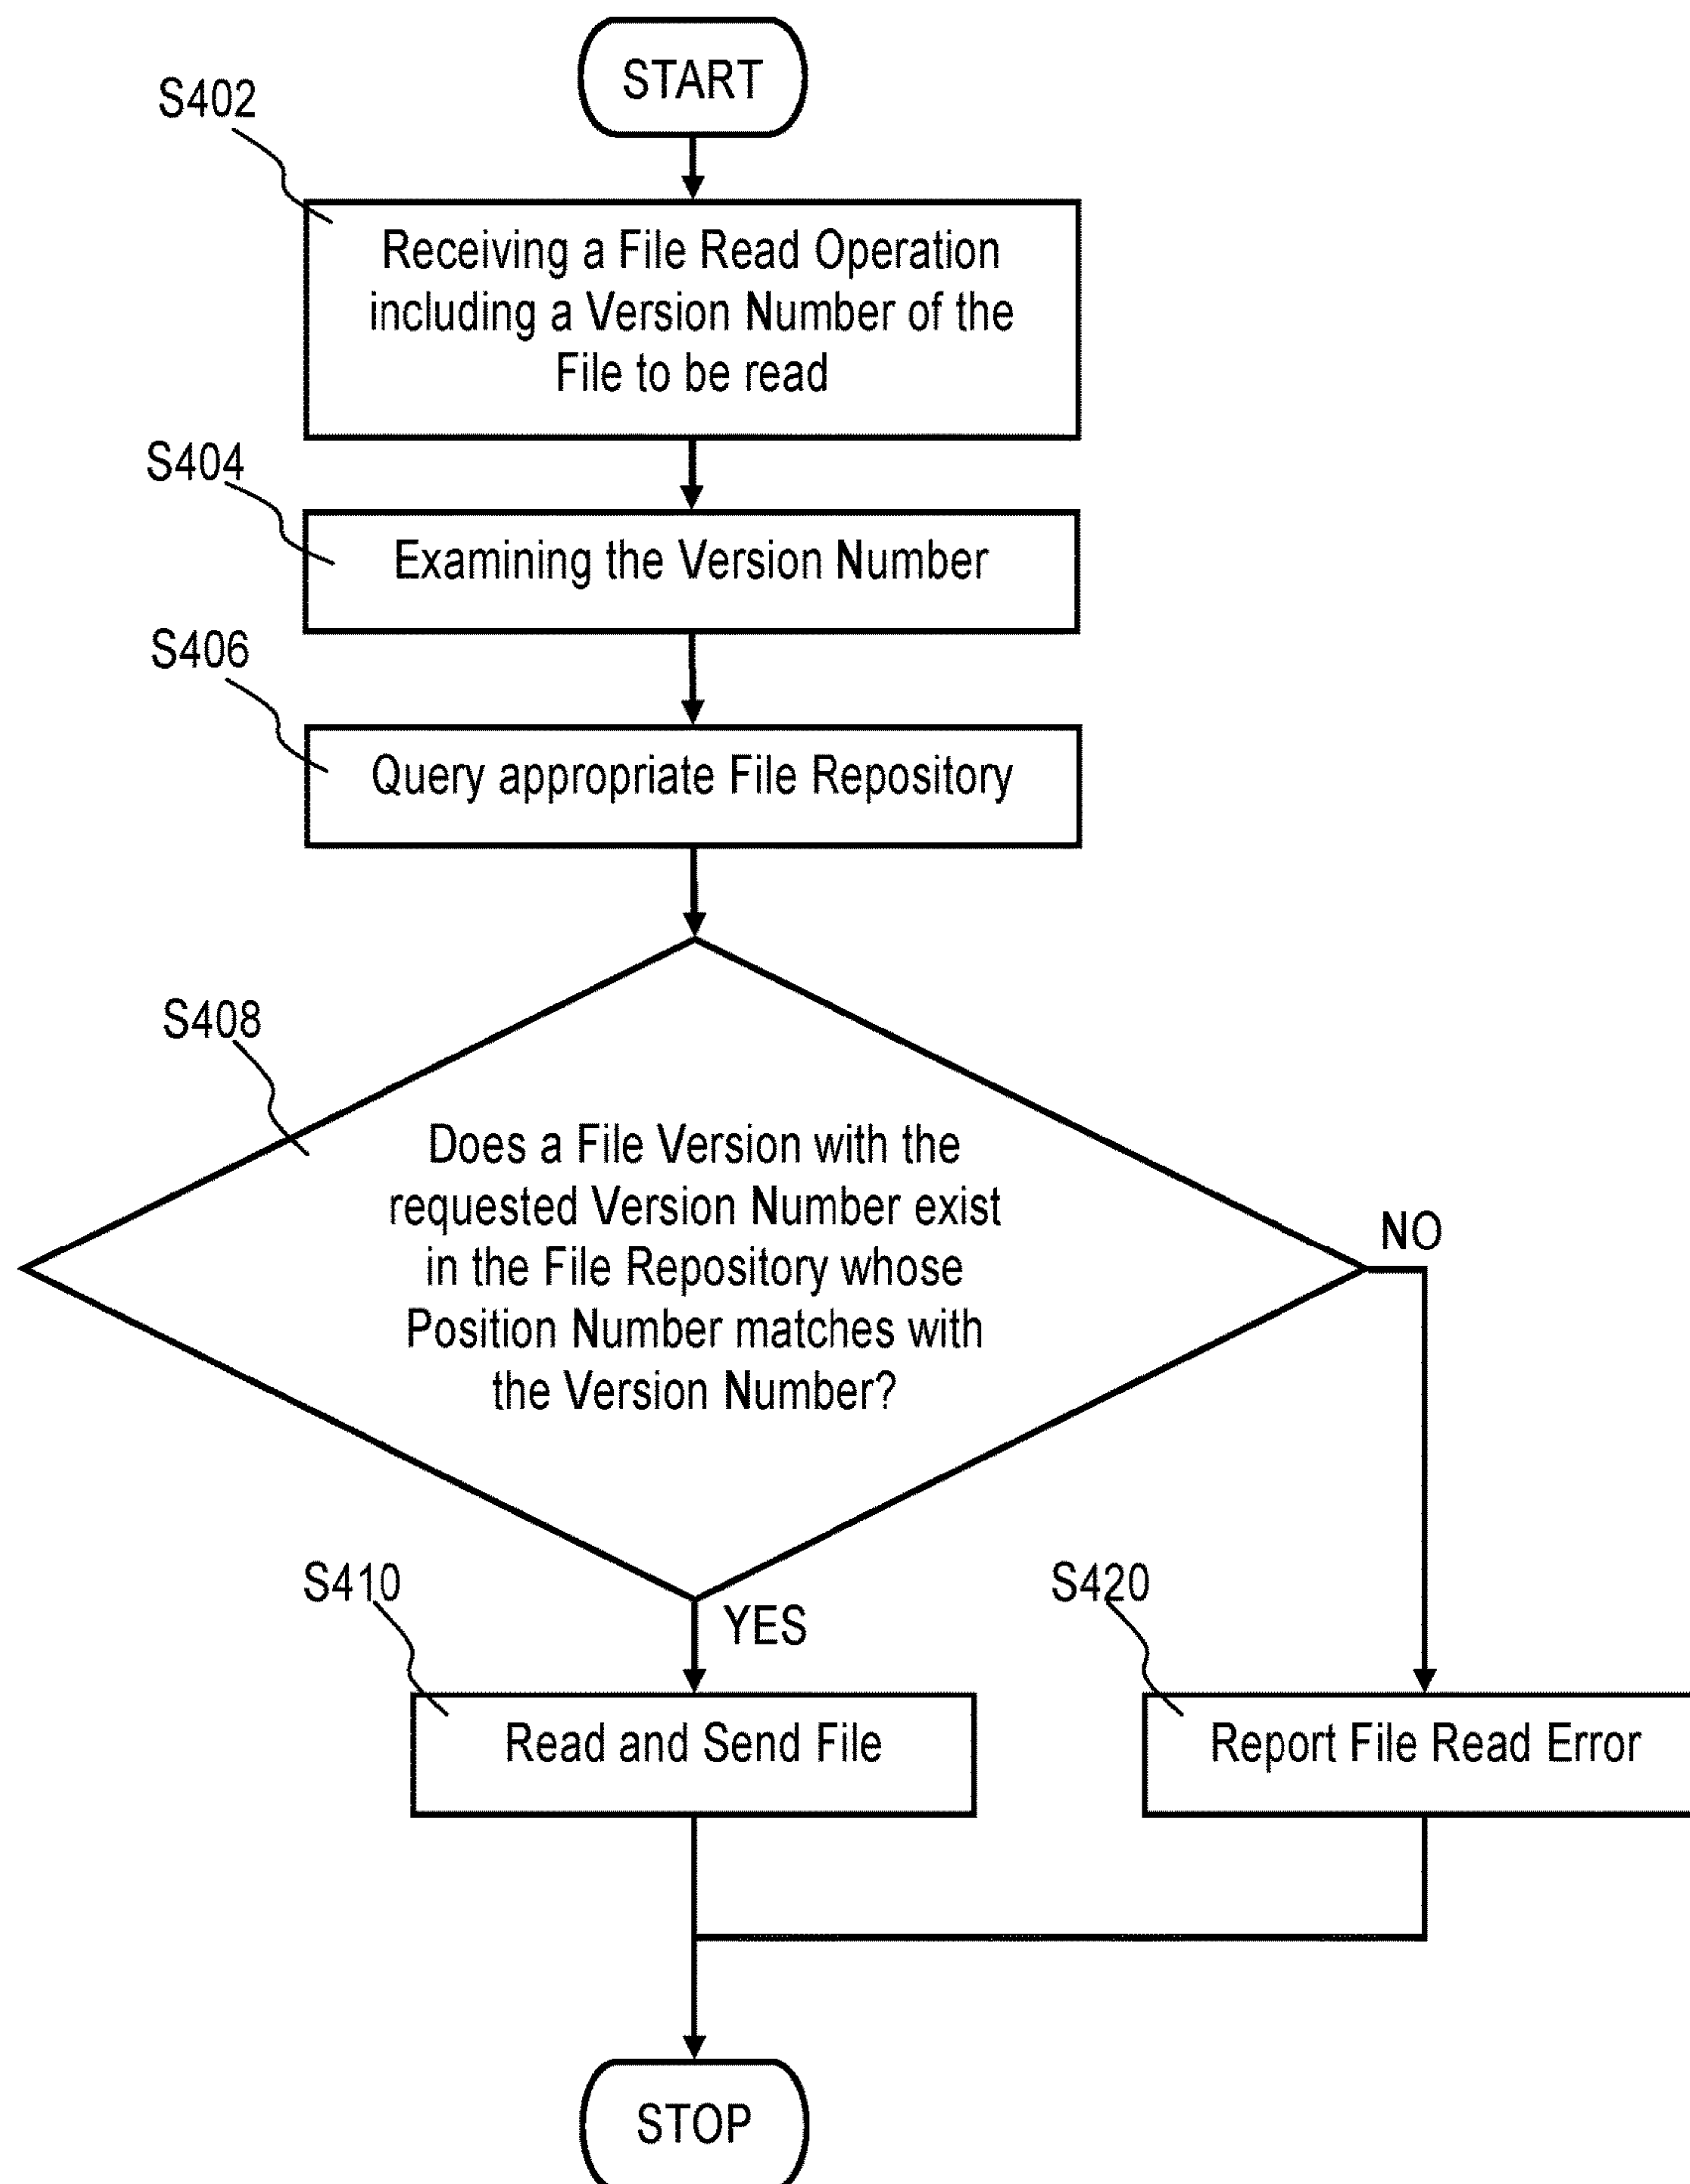 START
S402
Receiving a File Read Operation
including a Version Number of the
File to be read
S404
Examining the Version Number
S406
Query appropriate File Repository
S408
Does a File Version with the
requested Version Number exist
in the File Repository whose
Position Number matches with
the Version Number?
NO
YES
S410
Read and Send File
S420
Report File Read Error
STOP